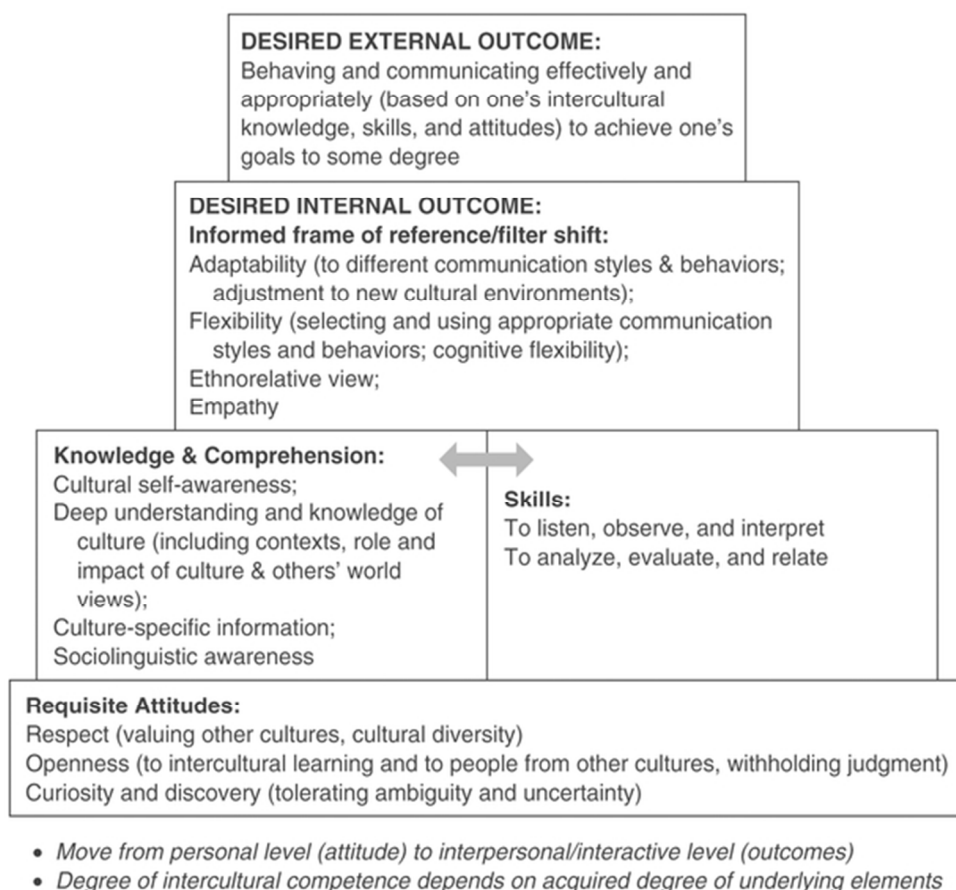 DESIRED EXTERNAL OUTCOME:
Behaving and communicating effectively and
appropriately (based on one's intercultural
knowledge, skills, and attitudes) to achieve one's
goals to some degree
DESIRED INTERNAL OUTCOME:
Informed frame of reference/filter shift:
Adaptability (to different communication styles & behaviors;
adjustment to new cultural environments);
Flexibility (selecting and using appropriate communication
styles and behaviors; cognitive flexibility);
Ethnorelative view;
Empathy
Knowledge & Comprehension:
Cultural self-awareness;
Deep understanding and knowledge of
culture (including contexts, role and
impact of culture & others' world
views);
Culture-specific information;
Sociolinguistic awareness
Skills:
To listen, observe, and interpret
To analyze, evaluate, and relate
Requisite Attitudes:
Respect (valuing other cultures, cultural diversity)
Openness (to intercultural learning and to people from other cultures, withholding judgment)
Curiosity and discovery (tolerating ambiguity and uncertainty)
• Move from personal level (attitude) to interpersonal/interactive level (outcomes)
• Degree of intercultural competence depends on acquired degree of underlying elements